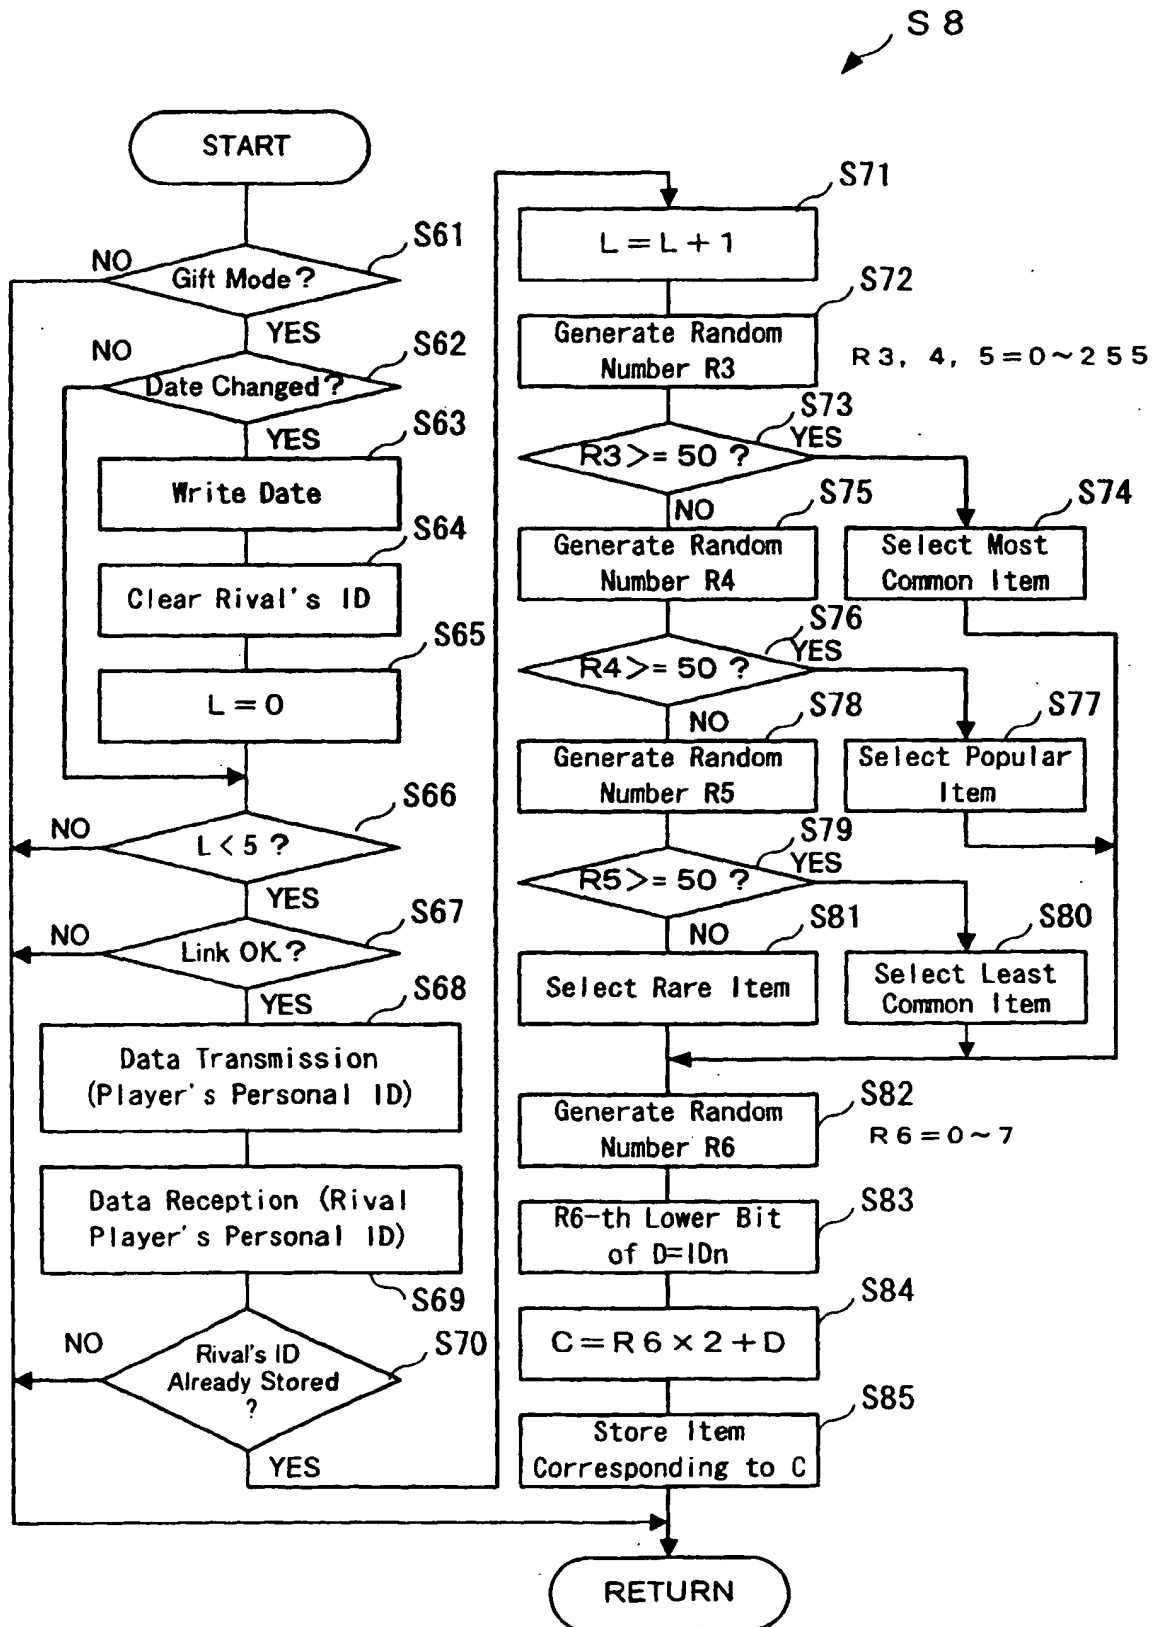 S 8
START
S61
NO
Gift Mode?
YES
S62
NO
Date Changed?
YES
S63
Write Date
S64
Clear Rival's ID
S65
L=0
S66
NO
L<5 ?
YES
S67
NO
Link OK.?
YES
S68
Data Transmission
(Player's Personal ID)
Data Reception (Rival
Player's Personal ID)
S69
NO
S70
Rival's ID
Already Stored
?
YES
S71
L=L+1
S72
Generate Random
Number R3
R3, 4, 5=0~255
S73
R3>=50 ?
YES
NO
S74
Select Most
Common Item
S75
Generate Random
Number R4
S76
R4>=50 ?
YES
NO
S77
Select Popular
Item
S78
Generate Random
Number R5
S79
R5>=50 ?
YES
NO
S80
Select Least
Common Item
S81
Select Rare Item
S82
Generate Random
Number R6
R6=0~7
S83
R6-th Lower Bit
of D=IDn
S84
C=R6×2+D
S85
Store Item
Corresponding to C
RETURN